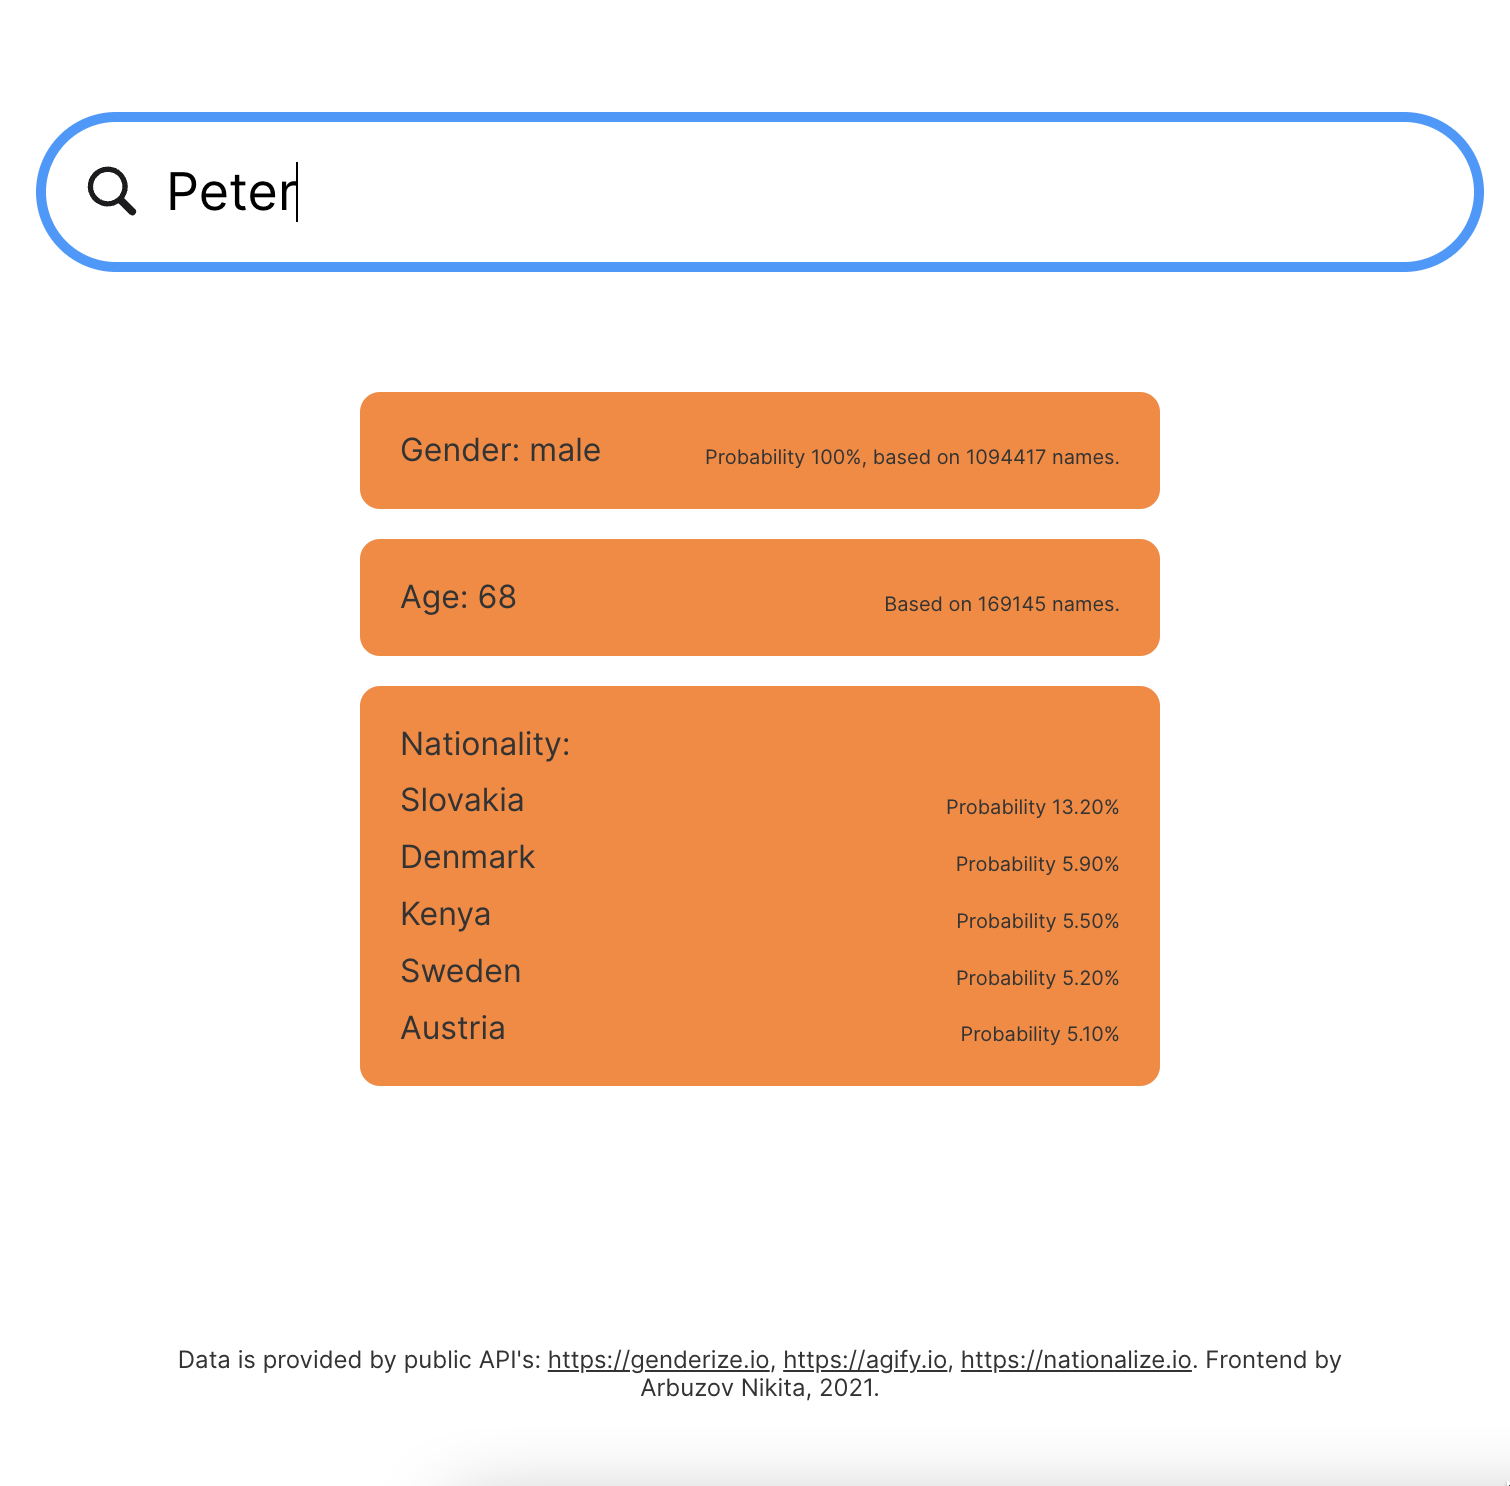 Peter
Gender: male Probability 100%, based on 1094417 names.
Age: 68 Based on 169145 names.
Nationality:
Slovakia Probability 13.20%
Denmark Probability 5.90%
Kenya Probability 5.50%
Sweden Probability 5.20%
Austria Probability 5.10%
Data is provided by public API's: https://genderize.io, https://agify.io, https://nationalize.io. Frontend by
Arbuzov Nikita, 2021.